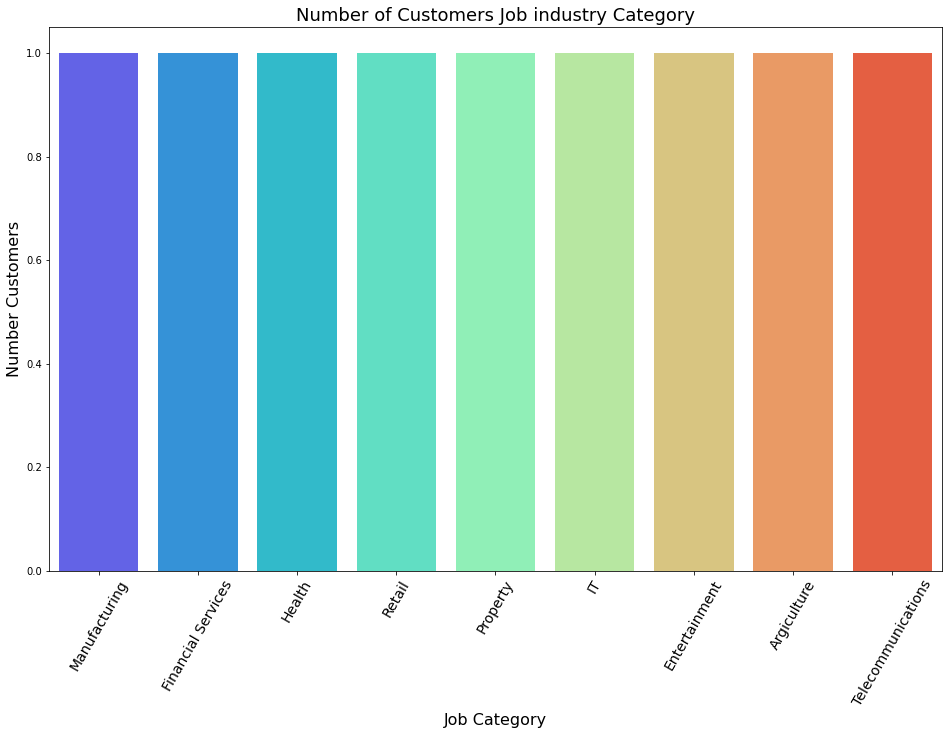 Number of Customers Job industry Category
Number Customers
1.0
0.8
0.6
0.4
0.2
0.0
Manufacturing
Financial Services
Health
Retail
Property
IT
Entertainment
Argiculture
Telecommunications
Job Category